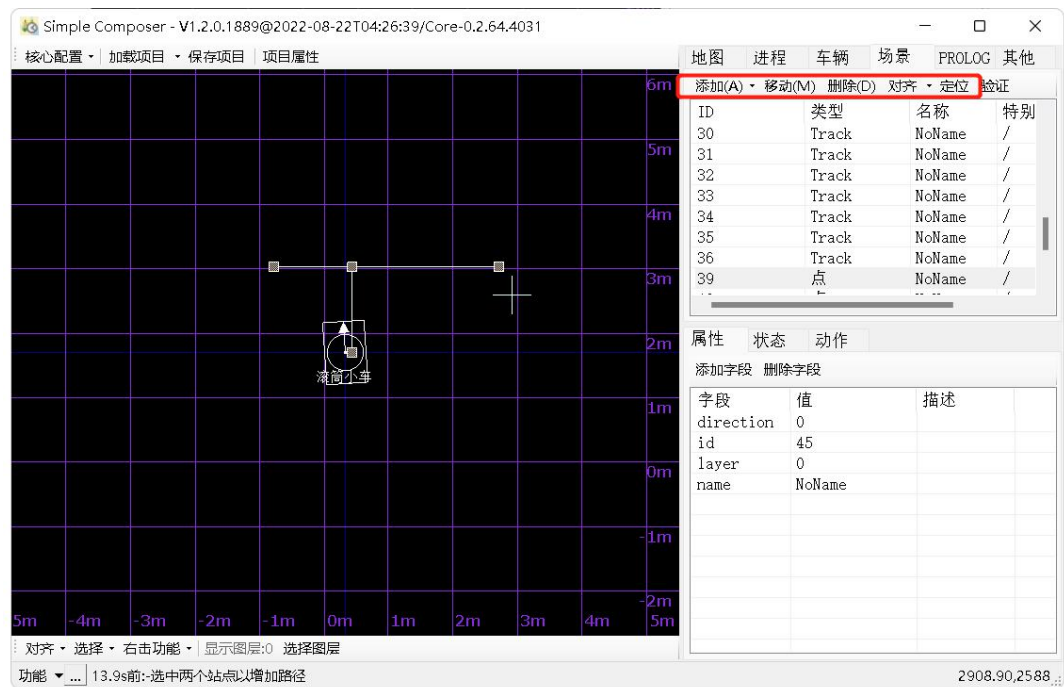 Simple Composer - V1.2.0.1889@2022-08-22T04:26:39/Core-0.2.64.4031
核心配置 加载项目 保存项目 项目属性
地图 进程 车辆 场景 PROLOG 其他
添加(A) 移动(M) 删除(D) 对齐 定位 验证
ID 类型 名称 特别
30 Track NoName /
31 Track NoName /
32 Track NoName /
33 Track NoName /
34 Track NoName /
35 Track NoName /
36 Track NoName /
39 点 NoName /
属性 状态 动作
添加字段 删除字段
字段 值 描述
direction 0
id 45
layer 0
name NoName
6m
5m
4m
3m
2m
1m
0m
-1m
-2m
滚筒小车
5m -4m -3m -2m -1m 0m 1m 2m 3m 4m 5m
对齐 选择 右击功能 显示图层:0 选择图层
功能 ... 13.9s前:-选中两个站点以增加路径 2908.90,2588